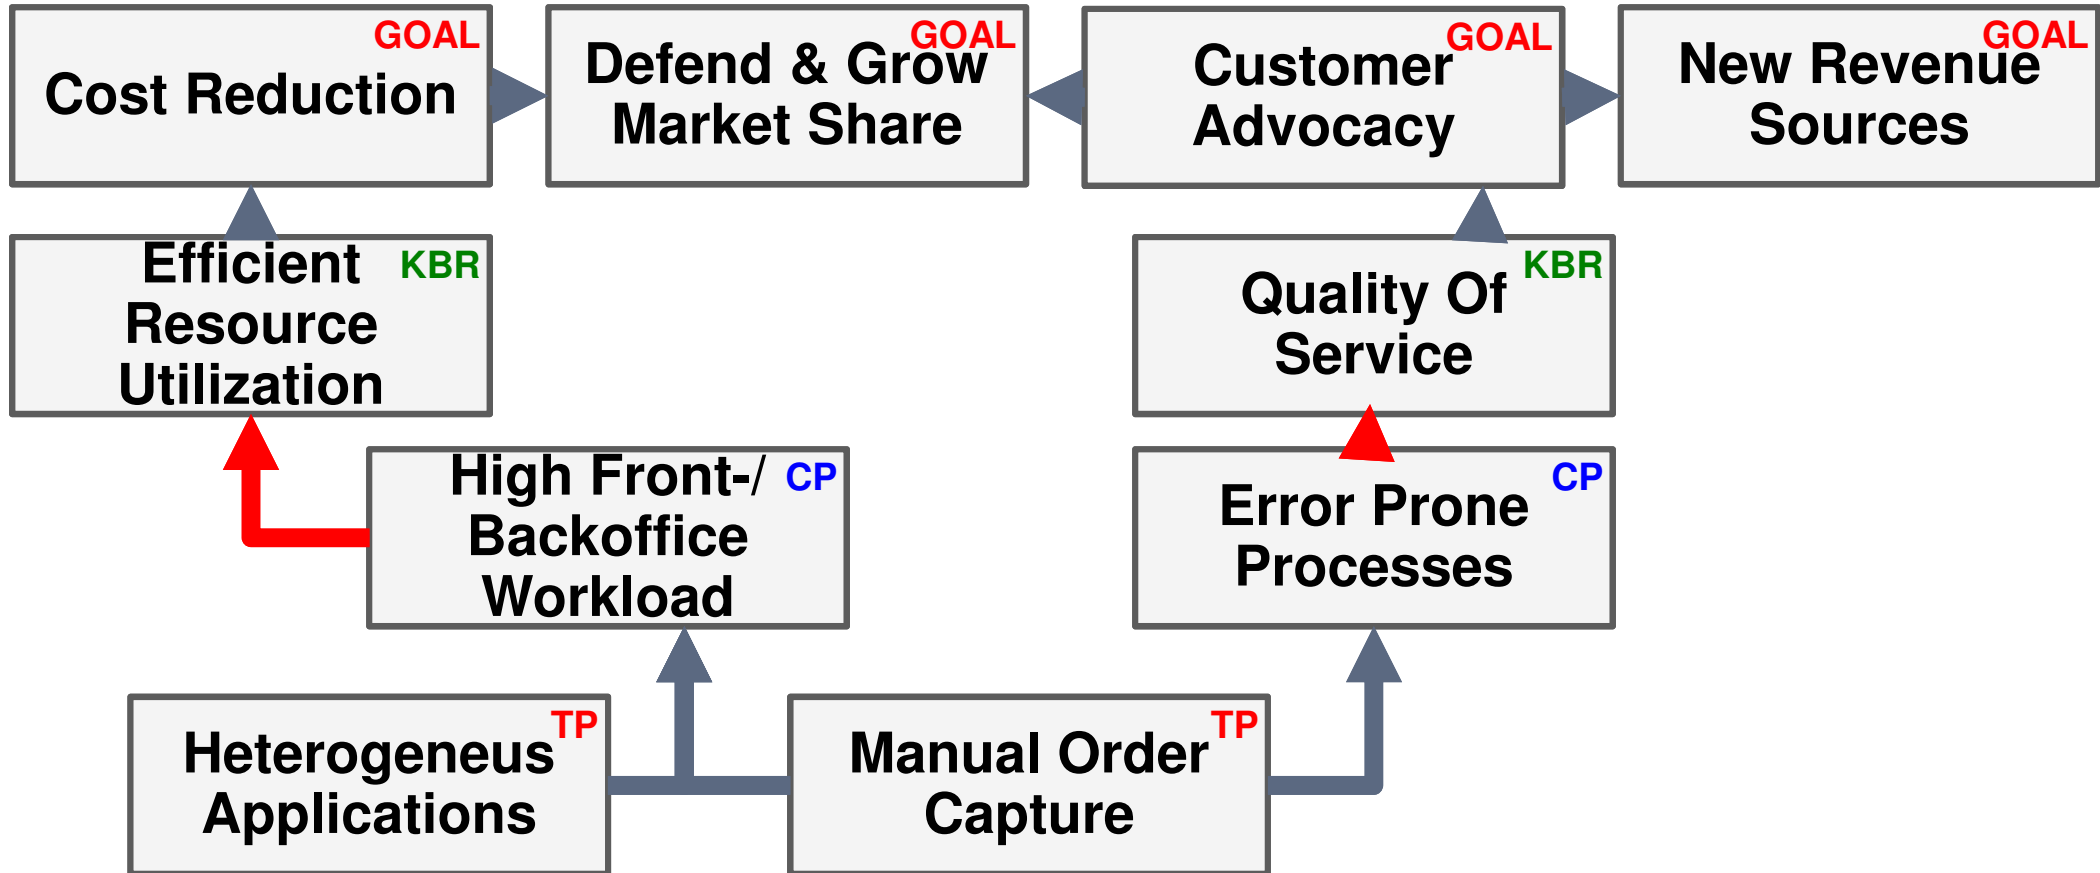 GOAL
Cost Reduction
GOAL
Defend & Grow
Market Share
GOAL
Customer
Advocacy
GOAL
New Revenue
Sources
KBR
Efficient
Resource
Utilization
KBR
Quality Of
Service
CP
High Front-/
Backoffice
Workload
CP
Error Prone
Processes
TP
Heterogeneus
Applications
TP
Manual Order
Capture